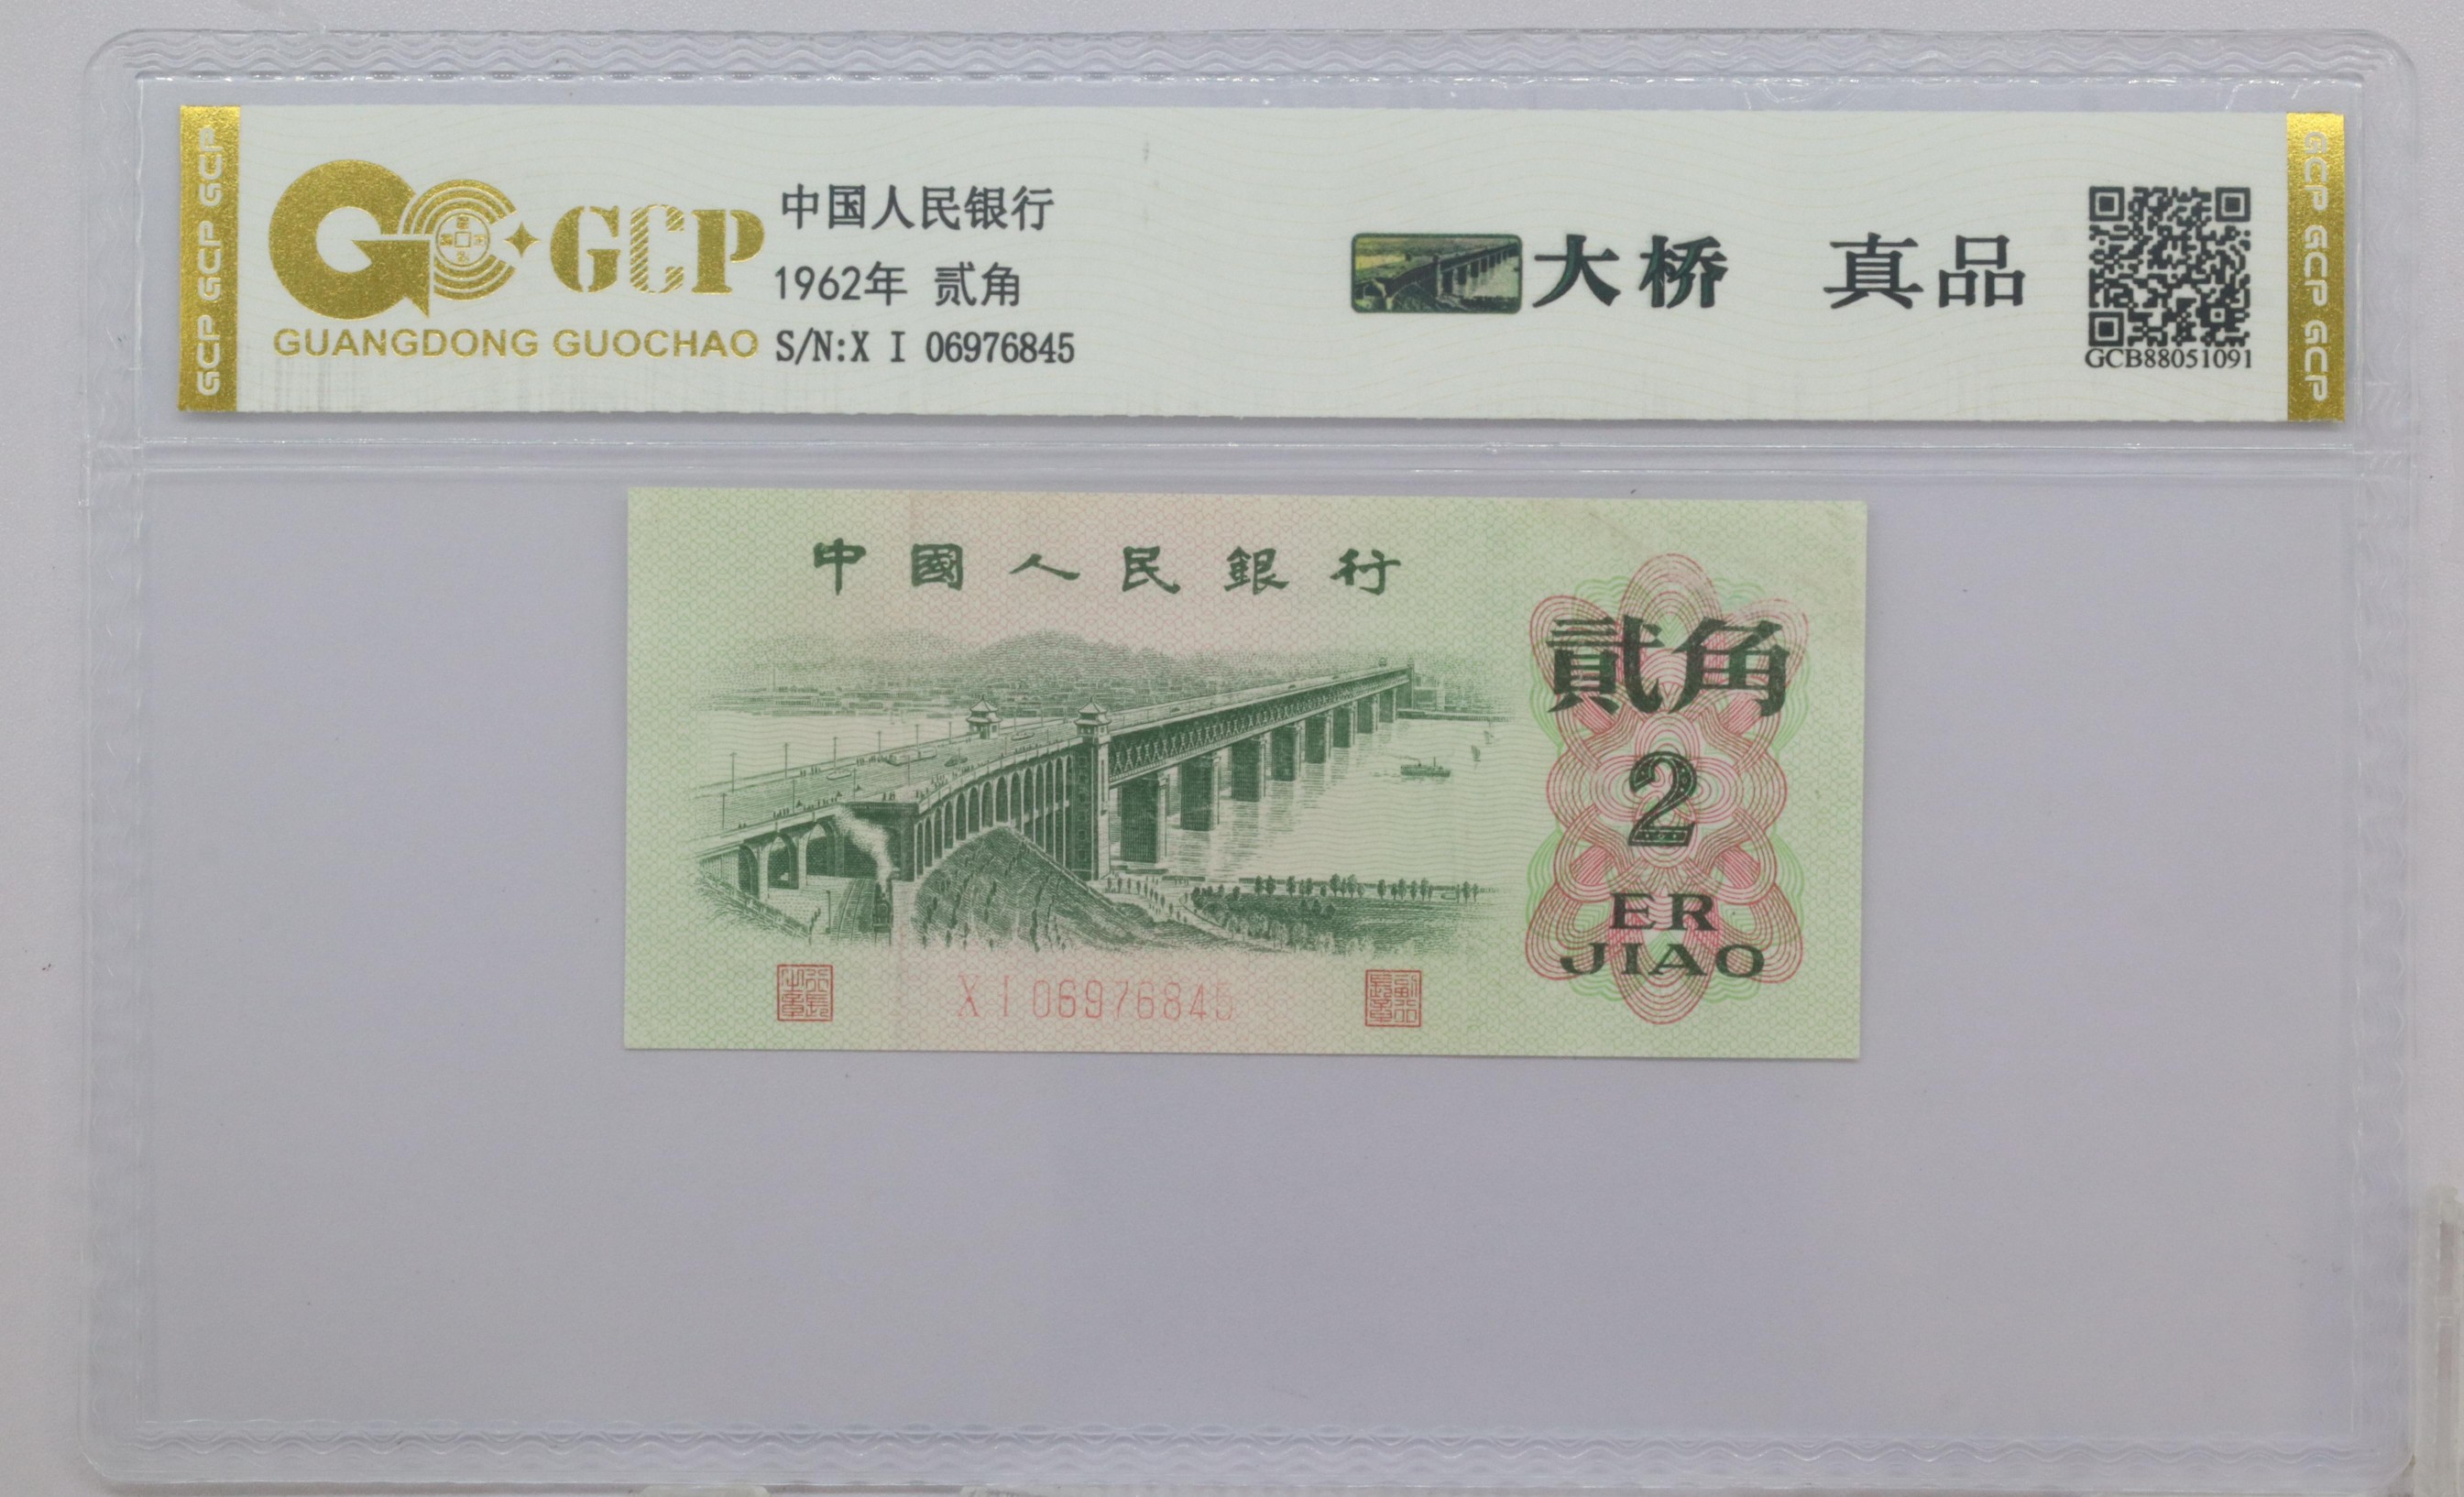 GCP GCP GCP
GCP
GUANGDONG GUOCHAO
中国人民银行
1962年 贰角
S/N:X I 06976845
大桥 真品
GCB88051091
GCP GCP GCP
中國人民銀行
貳角
2
ER
JIAO
X I 06976845